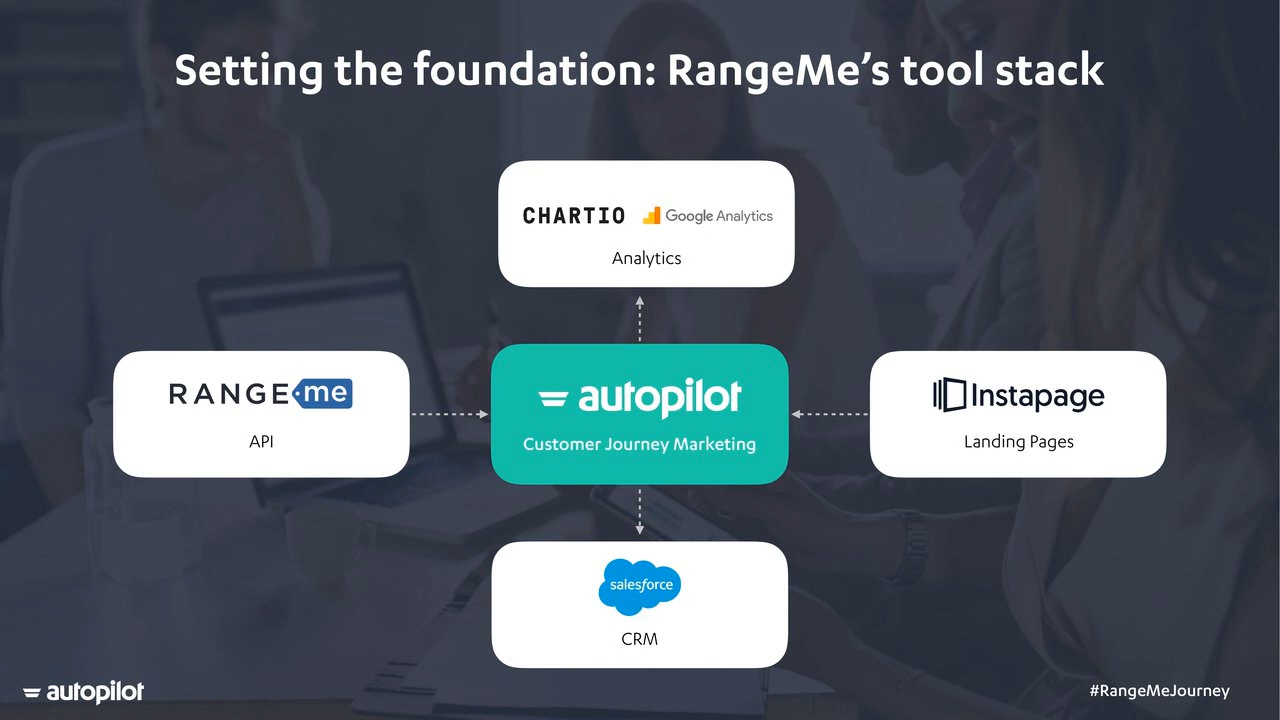 Setting the foundation: RangeMe’s tool stack
CHARTIO Google Analytics
Analytics
RANGE me
API
autopilot
Customer Journey Marketing
Instapage
Landing Pages
salesforce
CRM
autopilot
#RangeMeJourney